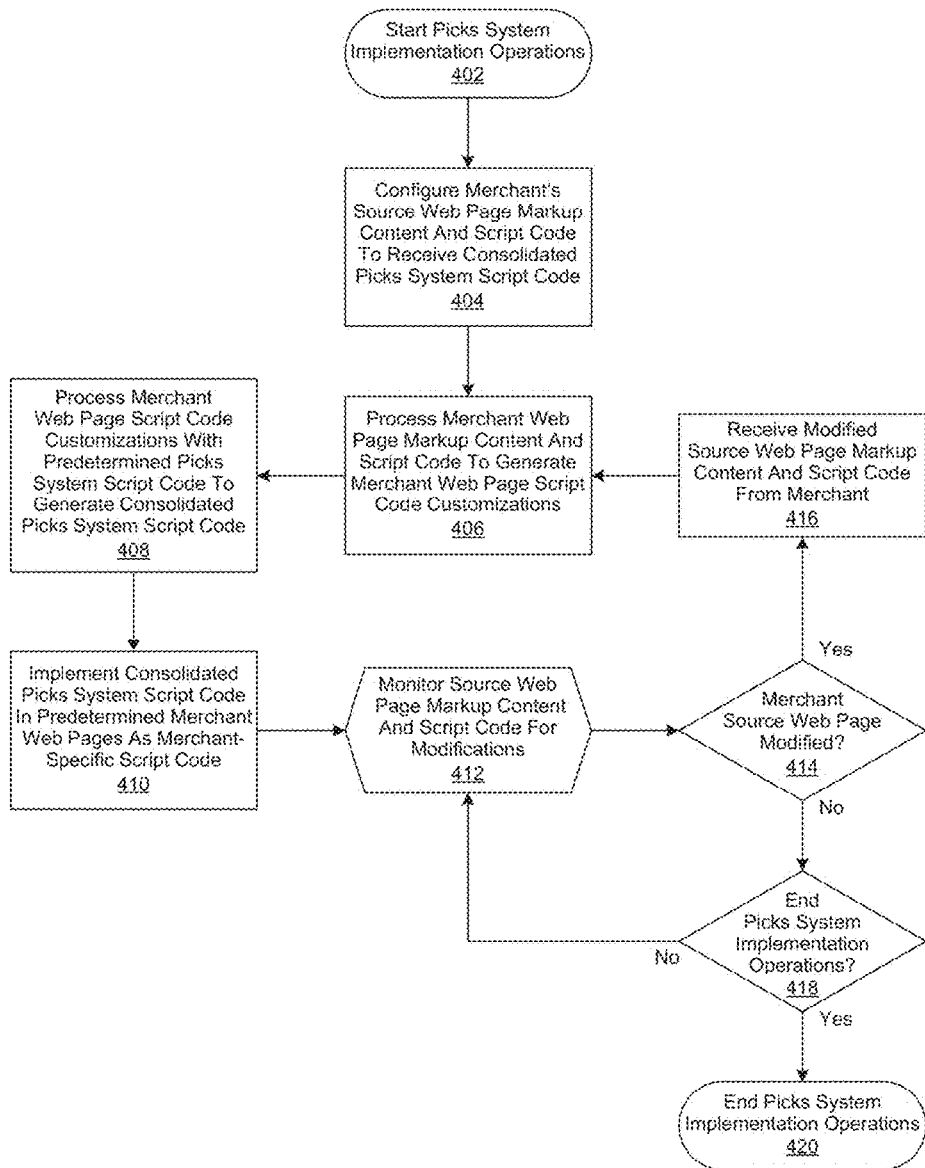 Start Picks System
Implementation Operations
402
Configure Merchant's
Source Web Page Markup
Content And Script Code
To Receive Consolidated
Picks System Script Code
404
Process Merchant
Web Page Script Code
Customizations With
Predetermined Picks
System Script Code To
Generate Consolidated
Picks System Script Code
408
Process Merchant Web
Page Markup Content And
Script Code To Generate
Merchant Web Page Script
Code Customizations
406
Receive Modified
Source Web Page Markup
Content And Script Code
From Merchant
416
Yes
Implement Consolidated
Picks System Script Code
In Predetermined Merchant
Web Pages As Merchant-
Specific Script Code
410
Monitor Source Web
Page Markup Content
And Script Code For
Modifications
412
Merchant
Source Web Page
Modified?
414
No
End
Picks System
Implementation
Operations?
418
No
Yes
End Picks System
Implementation Operations
420